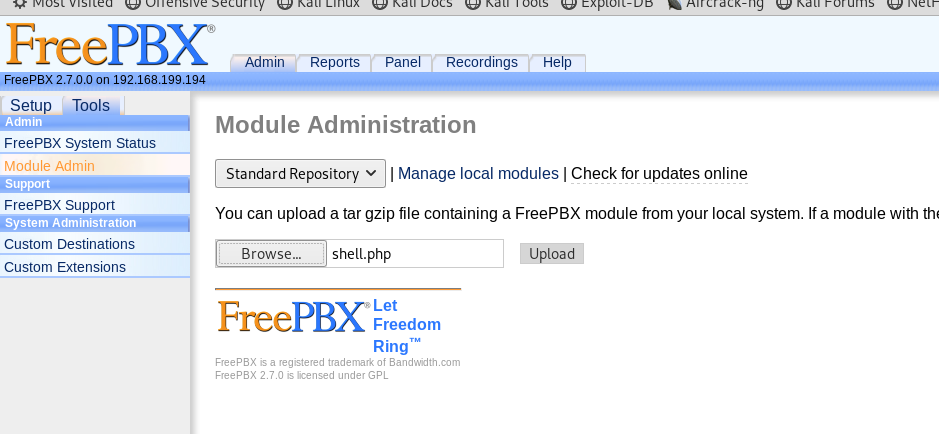 Most Visited Offensive Security Kali Linux Kali Docs Kali Tools Exploit-DB Aircrack-ng Kali Forums NetH
FreePBX®
Admin Reports Panel Recordings Help
FreePBX 2.7.0.0 on 192.168.199.194
Setup Tools
Admin
FreePBX System Status
Module Admin
Support
FreePBX Support
System Administration
Custom Destinations
Custom Extensions
Module Administration
Standard Repository | Manage local modules | Check for updates online
You can upload a tar gzip file containing a FreePBX module from your local system. If a module with the
Browse... shell.php Upload
FreePBX® Let
Freedom
Ring™
FreePBX is a registered trademark of Bandwidth.com
FreePBX 2.7.0 is licensed under GPL